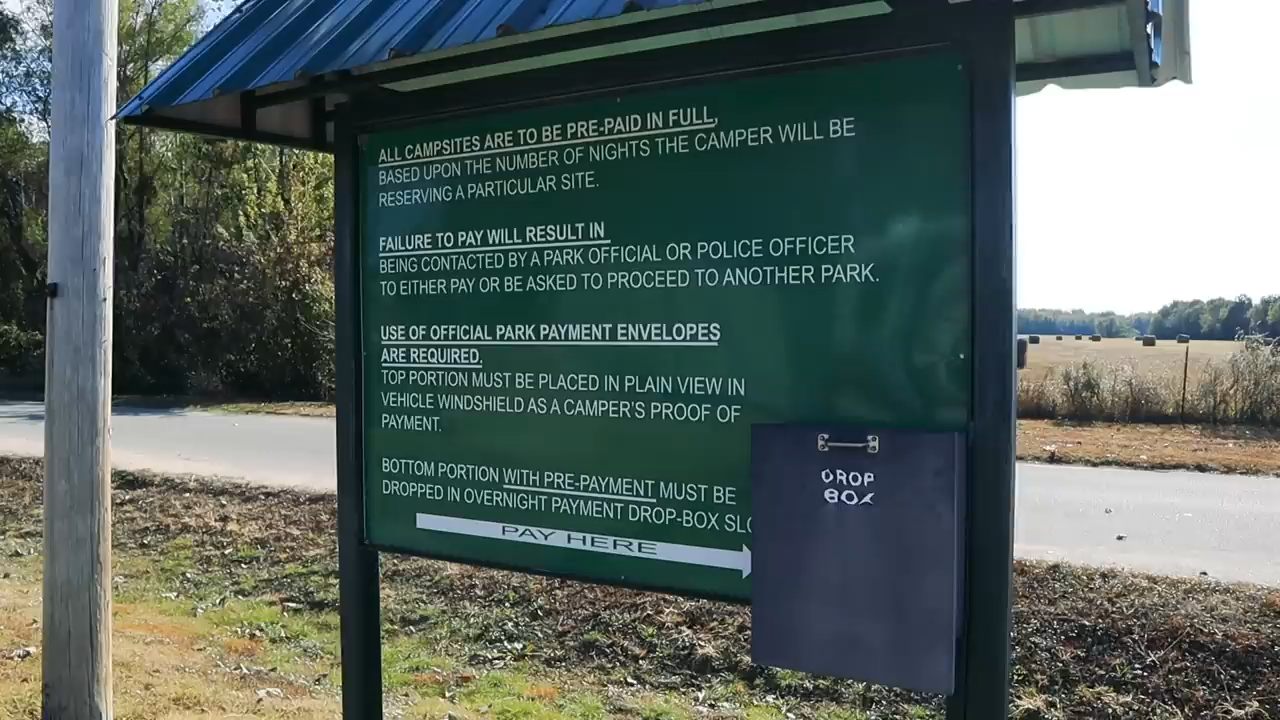 ALL CAMPSITES ARE TO BE PRE-PAID IN FULL,
BASED UPON THE NUMBER OF NIGHTS THE CAMPER WILL BE
RESERVING A PARTICULAR SITE.
FAILURE TO PAY WILL RESULT IN
BEING CONTACTED BY A PARK OFFICIAL OR POLICE OFFICER
TO EITHER PAY OR BE ASKED TO PROCEED TO ANOTHER PARK.
USE OF OFFICIAL PARK PAYMENT ENVELOPES
ARE REQUIRED.
TOP PORTION MUST BE PLACED IN PLAIN VIEW IN
VEHICLE WINDSHIELD AS A CAMPER'S PROOF OF
PAYMENT.
BOTTOM PORTION WITH PRE-PAYMENT MUST BE
DROPPED IN OVERNIGHT PAYMENT DROP-BOX
PAY HERE
DROP
BOX